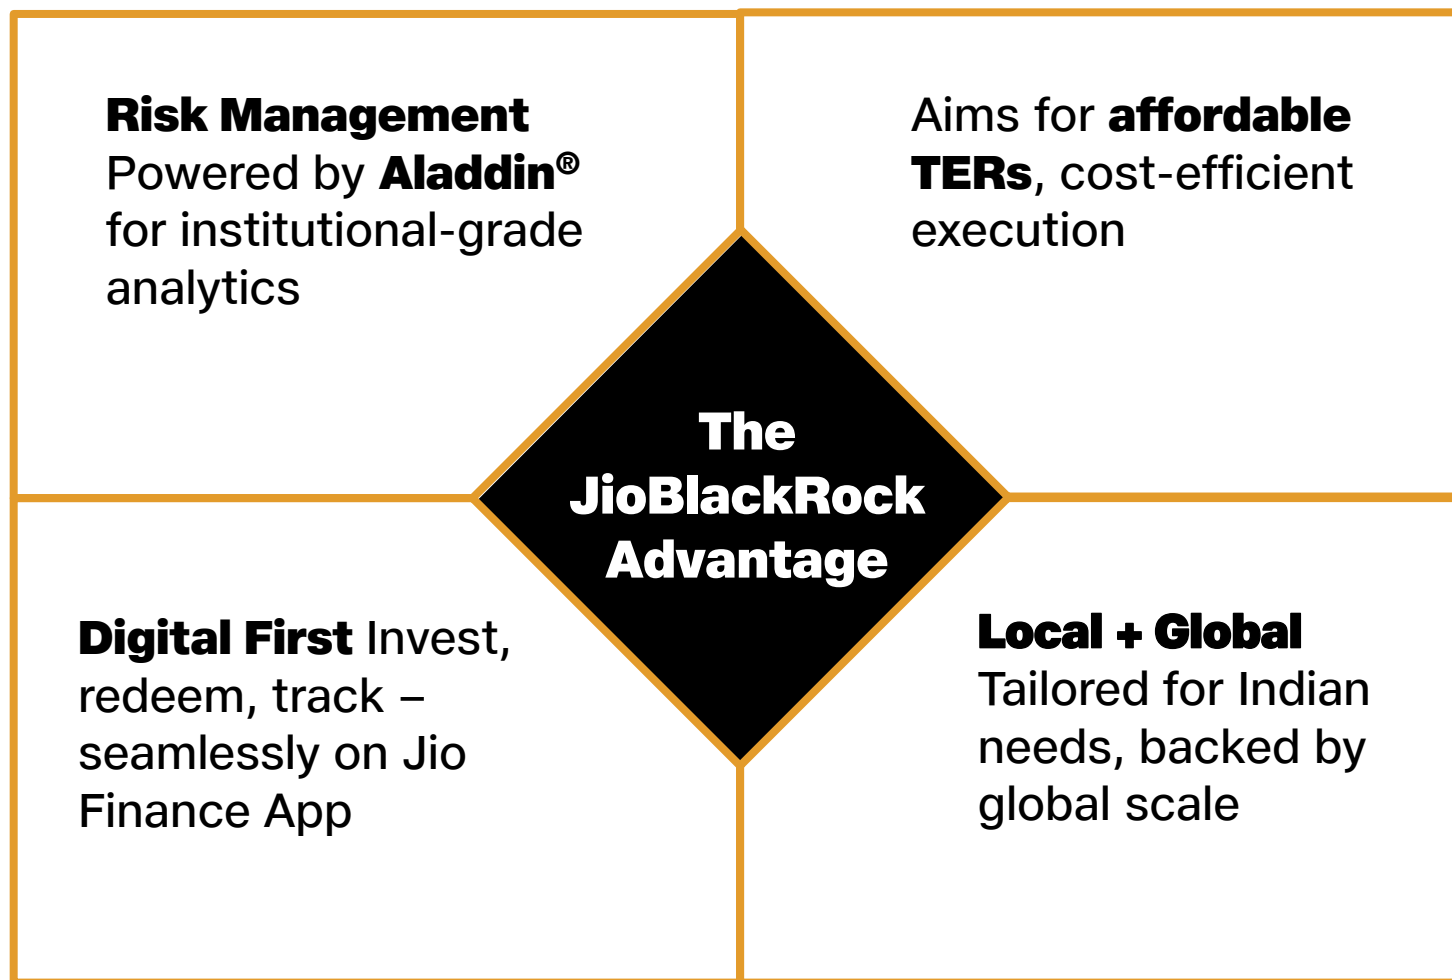 Risk Management
Powered by Aladdin®
for institutional-grade
analytics
Aims for affordable
TERs, cost-efficient
execution
The
JioBlackRock
Advantage
Digital First Invest,
redeem, track –
seamlessly on Jio
Finance App
Local + Global
Tailored for Indian
needs, backed by
global scale